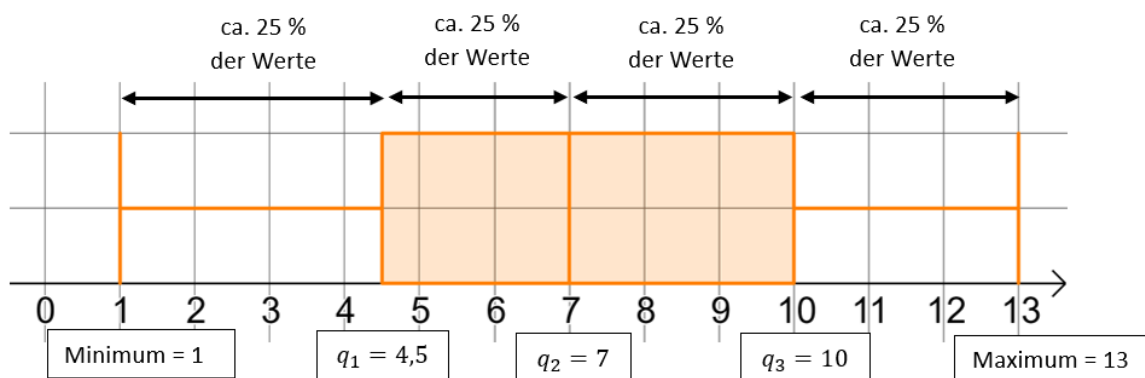 ca. 25 %
der Werte
ca. 25 %
der Werte
ca. 25 %
der Werte
ca. 25 %
der Werte
0 1 2 3 4 5 6 7 8 9 10 11 12 13
Minimum = 1
q₁ = 4,5
q₂ = 7
q₃ = 10
Maximum = 13